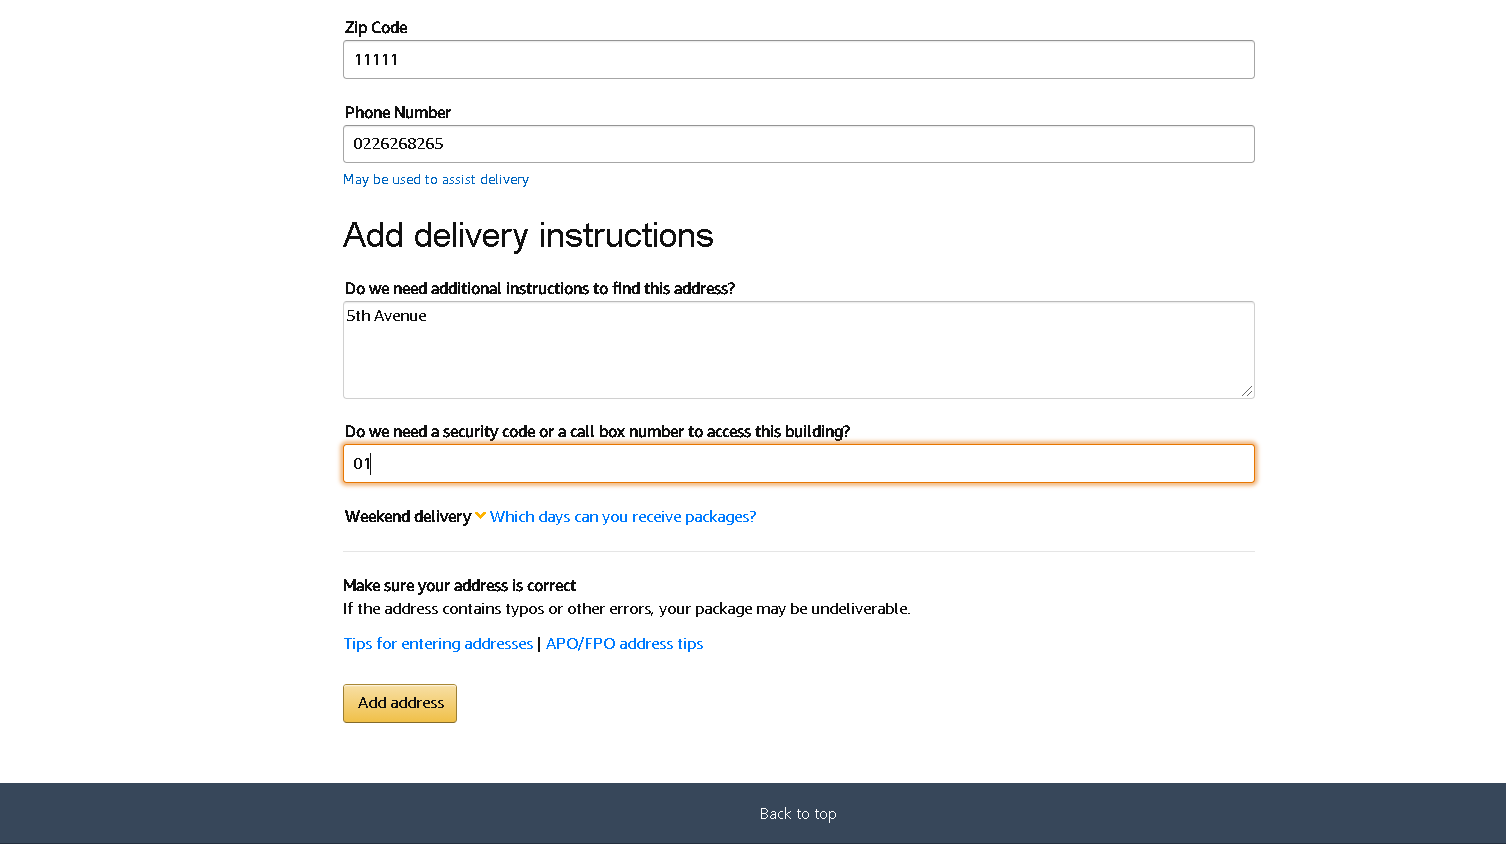 Zip Code
11111
Phone Number
0226268265
May be used to assist delivery
Add delivery instructions
Do we need additional instructions to find this address?
5th Avenue
Do we need a security code or a call box number to access this building?
01
Weekend delivery Which days can you receive packages?
Make sure your address is correct
If the address contains typos or other errors, your package may be undeliverable.
Tips for entering addresses | APO/FPO address tips
Add address
Back to top